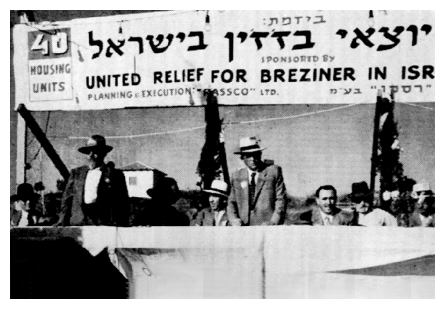 ביזמת:
יוצאי בזזין בישראל
SPONSORED BY
UNITED RELIEF FOR BREZINER IN ISR
PLANNING & EXECUTION: "RASSCO" LTD.
"רסקו" בע"מ
40
HOUSING
UNITS